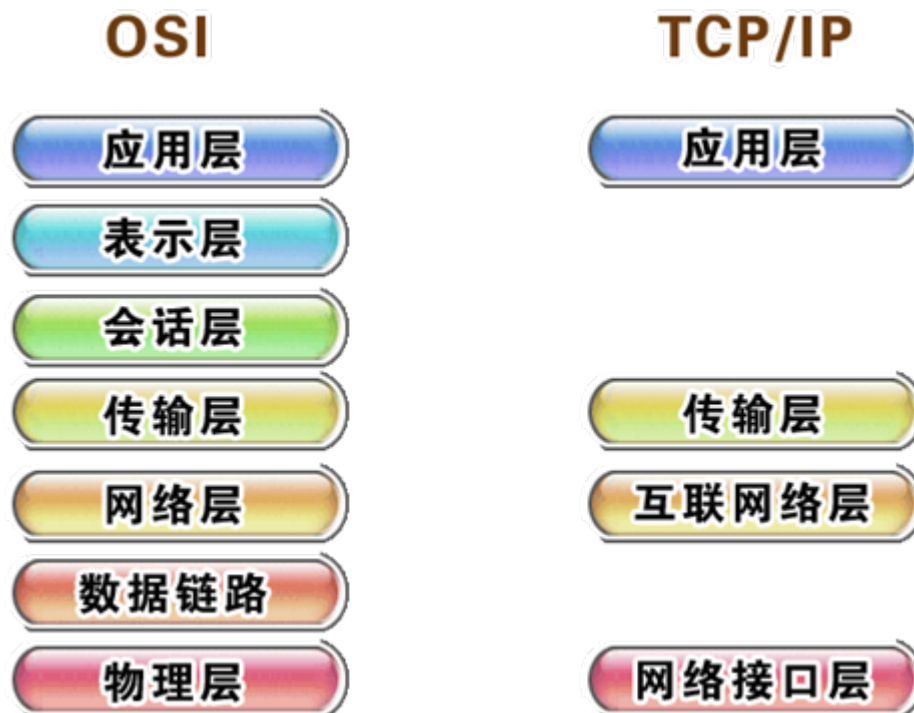 OSI TCP/IP
应用层 应用层
表示层
会话层
传输层 传输层
网络层 互联网络层
数据链路
物理层 网络接口层